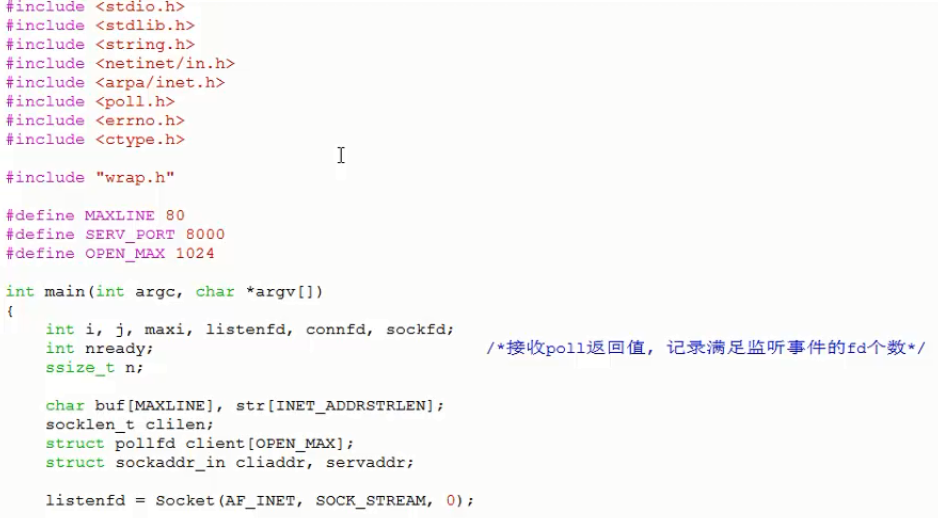 #include <stdio.h>
#include <stdlib.h>
#include <string.h>
#include <netinet/in.h>
#include <arpa/inet.h>
#include <poll.h>
#include <errno.h>
#include <ctype.h>
#include "wrap.h"
#define MAXLINE 80
#define SERV_PORT 8000
#define OPEN_MAX 1024
int main(int argc, char *argv[])
{
int i, j, maxi, listenfd, connfd, sockfd;
int nready; /*接收poll返回值, 记录满足监听事件的fd个数*/
ssize_t n;
char buf[MAXLINE], str[INET_ADDRSTRLEN];
socklen_t clilen;
struct pollfd client[OPEN_MAX];
struct sockaddr_in cliaddr, servaddr;
listenfd = Socket(AF_INET, SOCK_STREAM, 0);